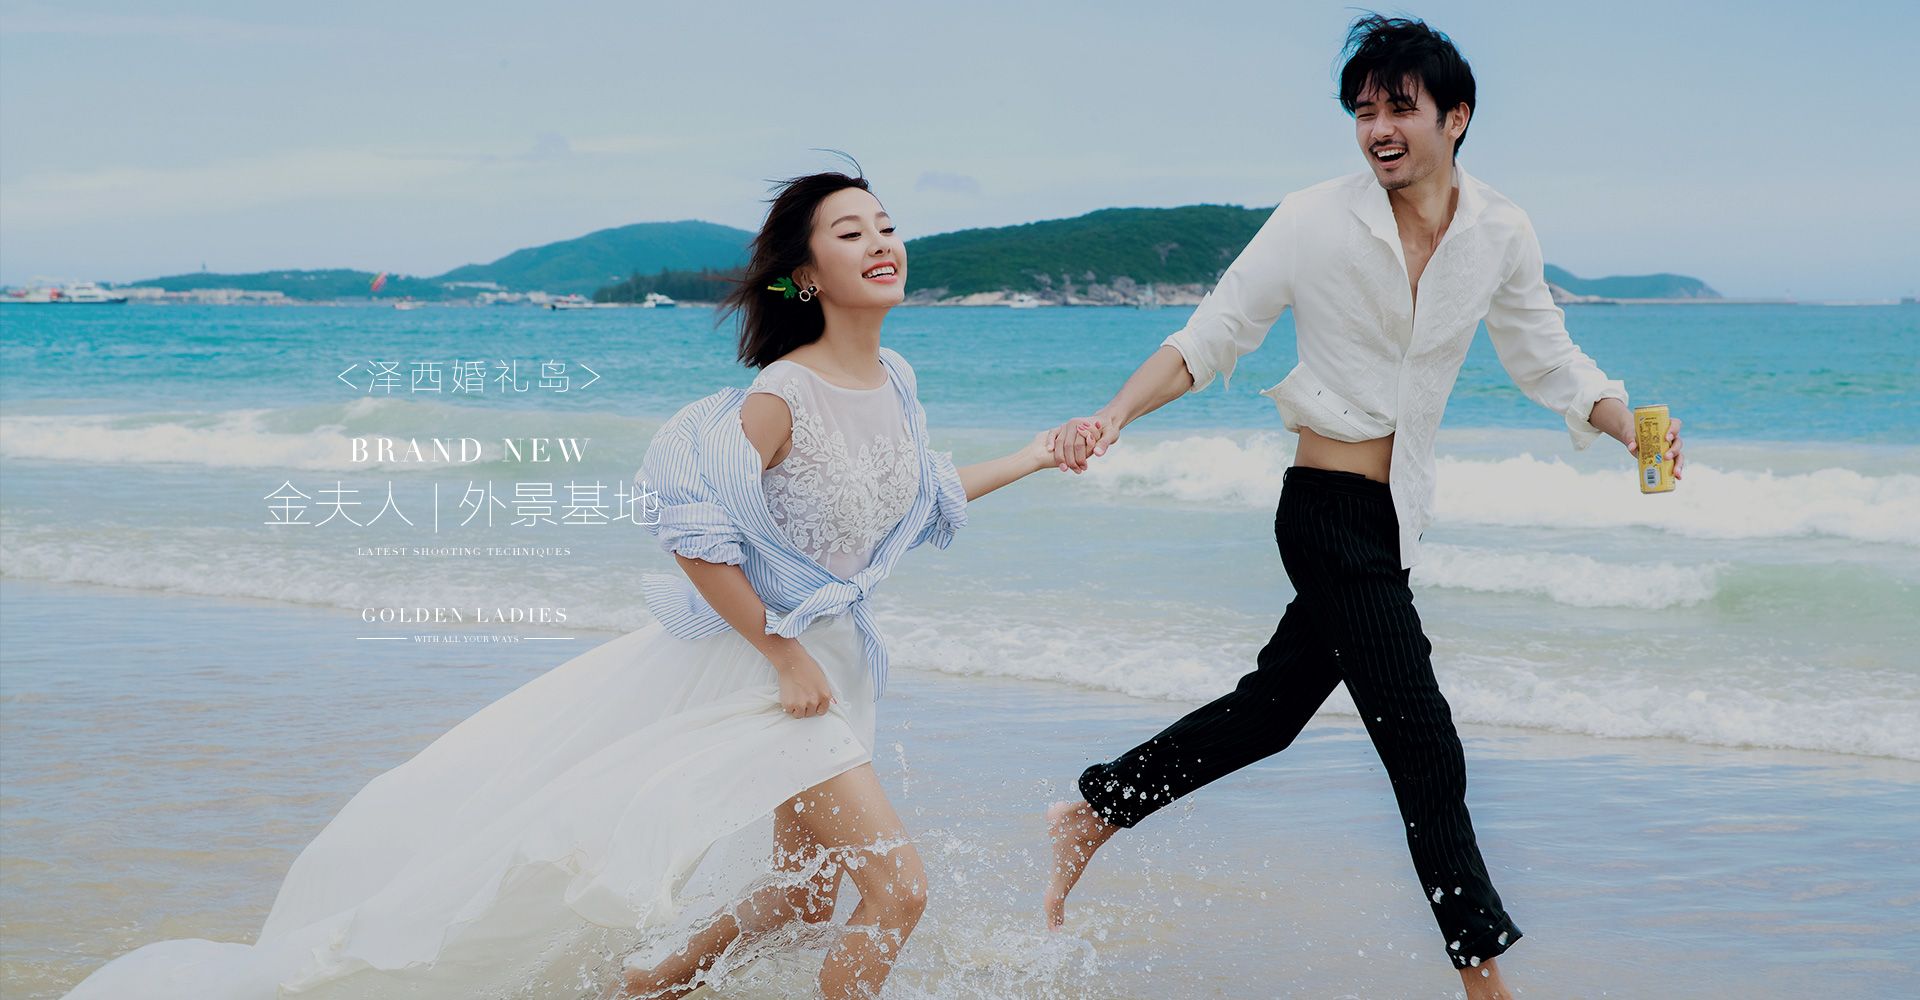 <泽西婚礼岛>
BRAND NEW
金夫人 | 外景基地
LATEST SHOOTING TECHNIQUES
GOLDEN LADIES
WITH ALL YOUR WAYS